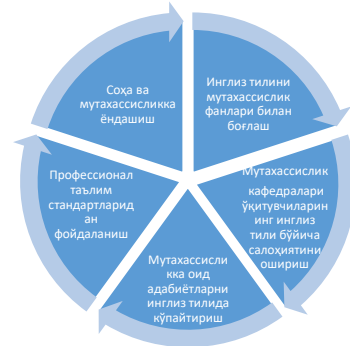 Соҳа ва
мутахассисликка
ёндашиш
Инглиз тилини
мутахассислик
фанлари билан
боғлаш
Мутахассислик
кафедралари
ўқитувчиларин
инг инглиз
тили бўйича
салоҳиятини
ошириш
Мутахассисли
кка оид
адабиётларни
инглиз тилида
кўпайтириш
Профессионал
таълим
стандартларид
ан
фойдаланиш